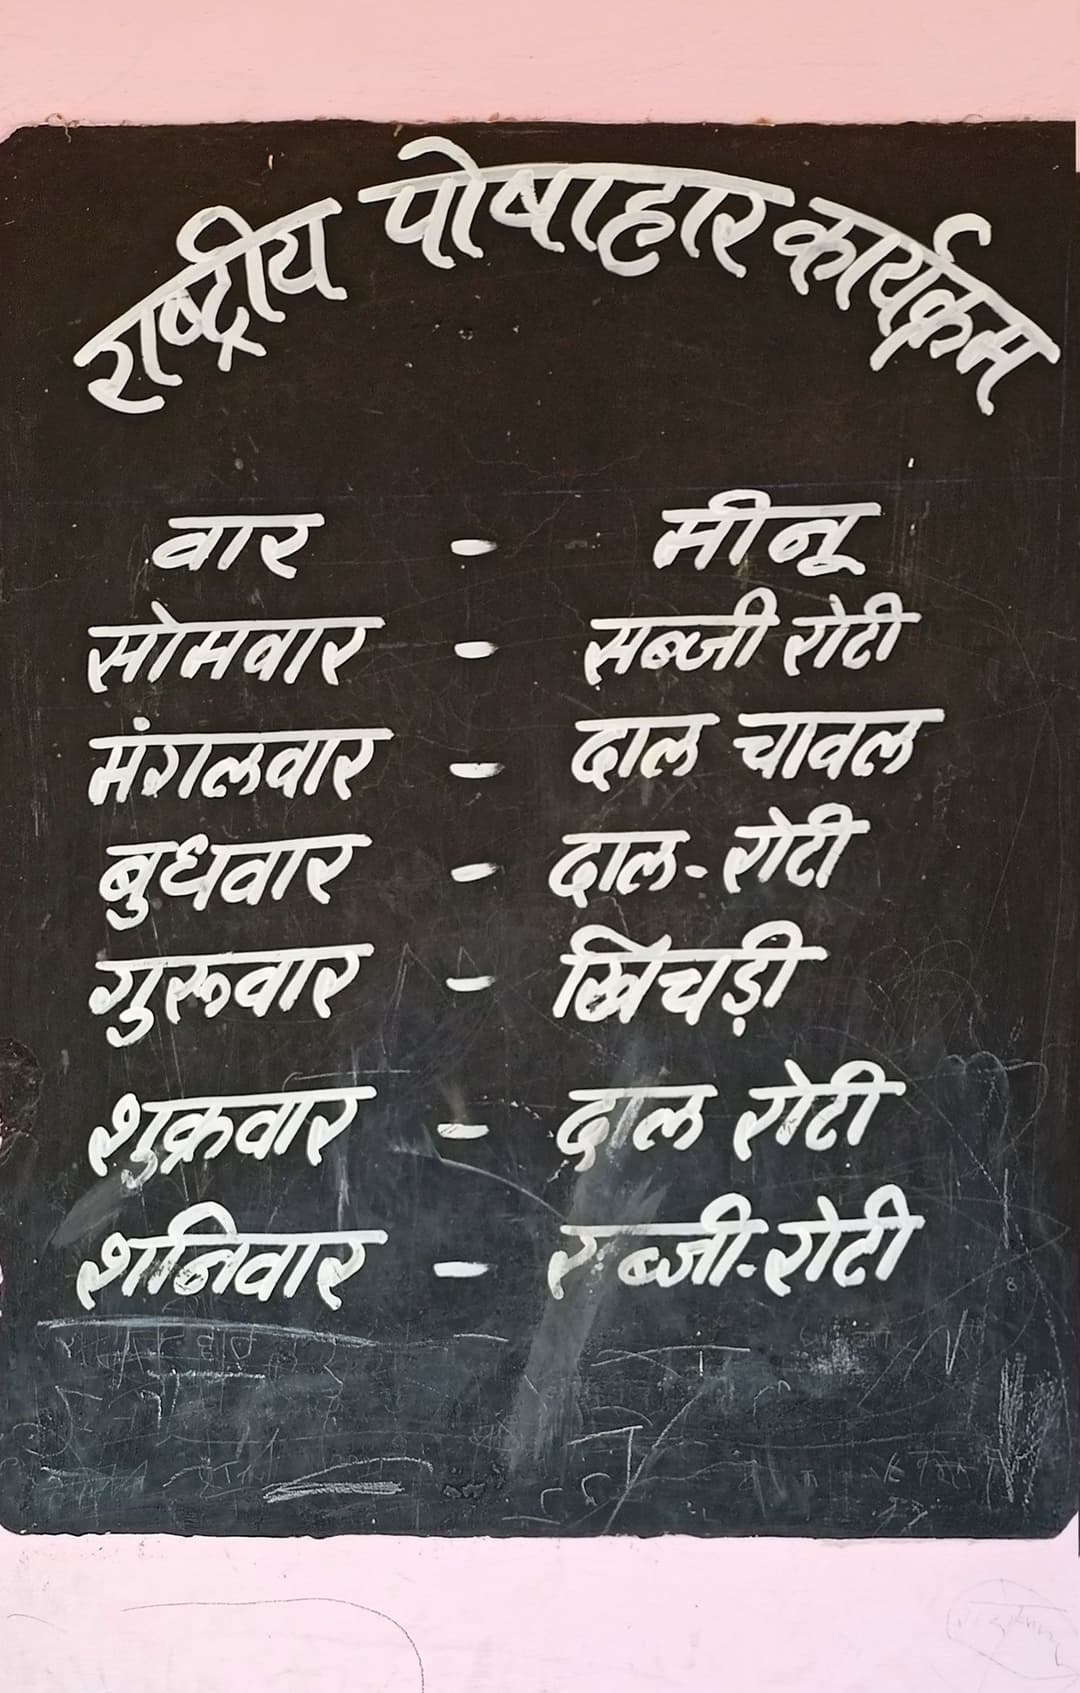 राष्ट्रीय पोषाहार कार्यक्रम
वार - मीनू
सोमवार - सब्जी रोटी
मंगलवार - दाल चावल
बुधवार - दाल-रोटी
गुरूवार - खिचड़ी
शुक्रवार - दाल रोटी
शनिवार - सब्जी-रोटी